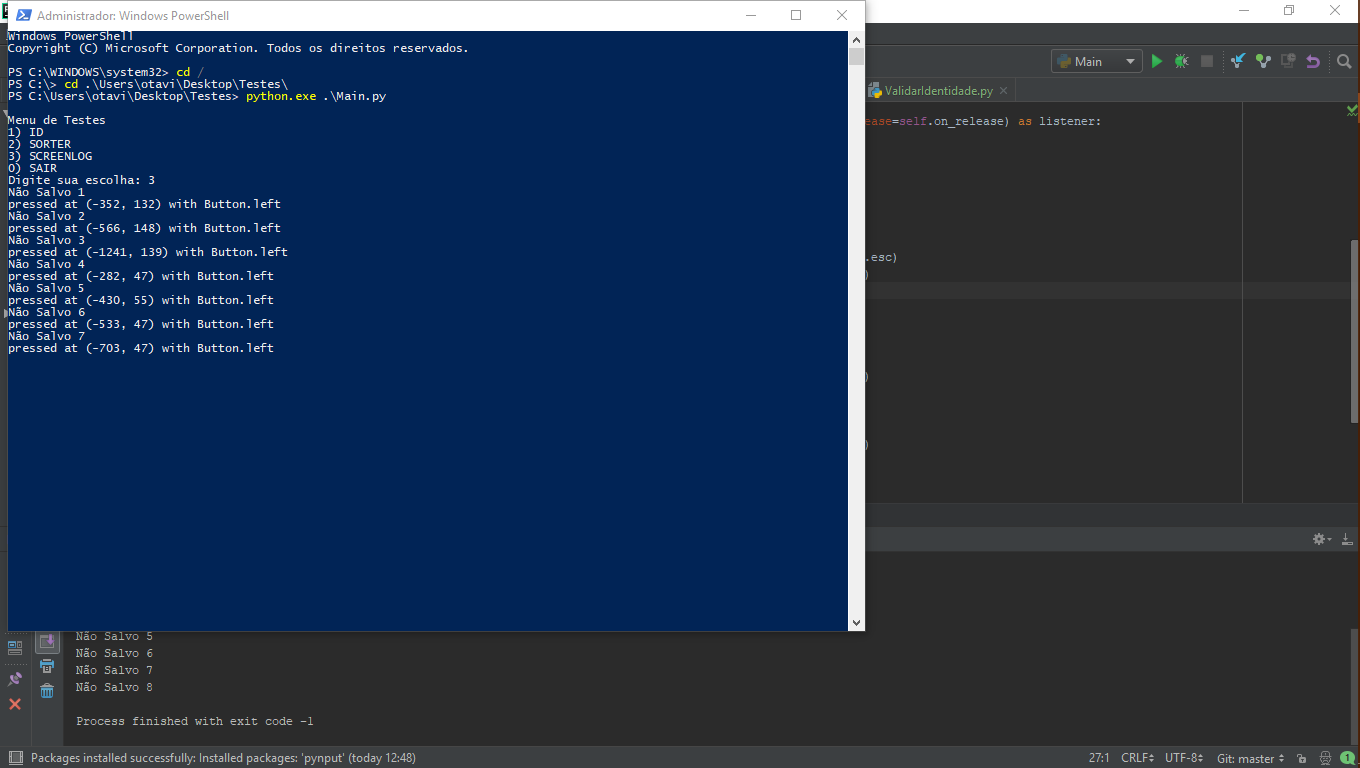 Administrador: Windows PowerShell
Windows PowerShell
Copyright (C) Microsoft Corporation. Todos os direitos reservados.
PS C:\WINDOWS\system32> cd /
PS C:\> cd .\Users\otavi\Desktop\Testes\
PS C:\Users\otavi\Desktop\Testes> python.exe .\Main.py
Menu de Testes
1) ID
2) SORTER
3) SCREENLOG
0) SAIR
Digite sua escolha: 3
Não Salvo 1
pressed at (-352, 132) with Button.left
Não Salvo 2
pressed at (-566, 148) with Button.left
Não Salvo 3
pressed at (-1241, 139) with Button.left
Não Salvo 4
pressed at (-282, 47) with Button.left
Não Salvo 5
pressed at (-430, 55) with Button.left
Não Salvo 6
pressed at (-533, 47) with Button.left
Não Salvo 7
pressed at (-703, 47) with Button.left
Main
ValidarIdentidade.py
ease=self.on_release) as listener:
.esc)
)
)
)
Não Salvo 5
Não Salvo 6
Não Salvo 7
Não Salvo 8
Process finished with exit code -1
Packages installed successfully: Installed packages: 'pynput' (today 12:48)
27:1 CRLF UTF-8 Git: master 1